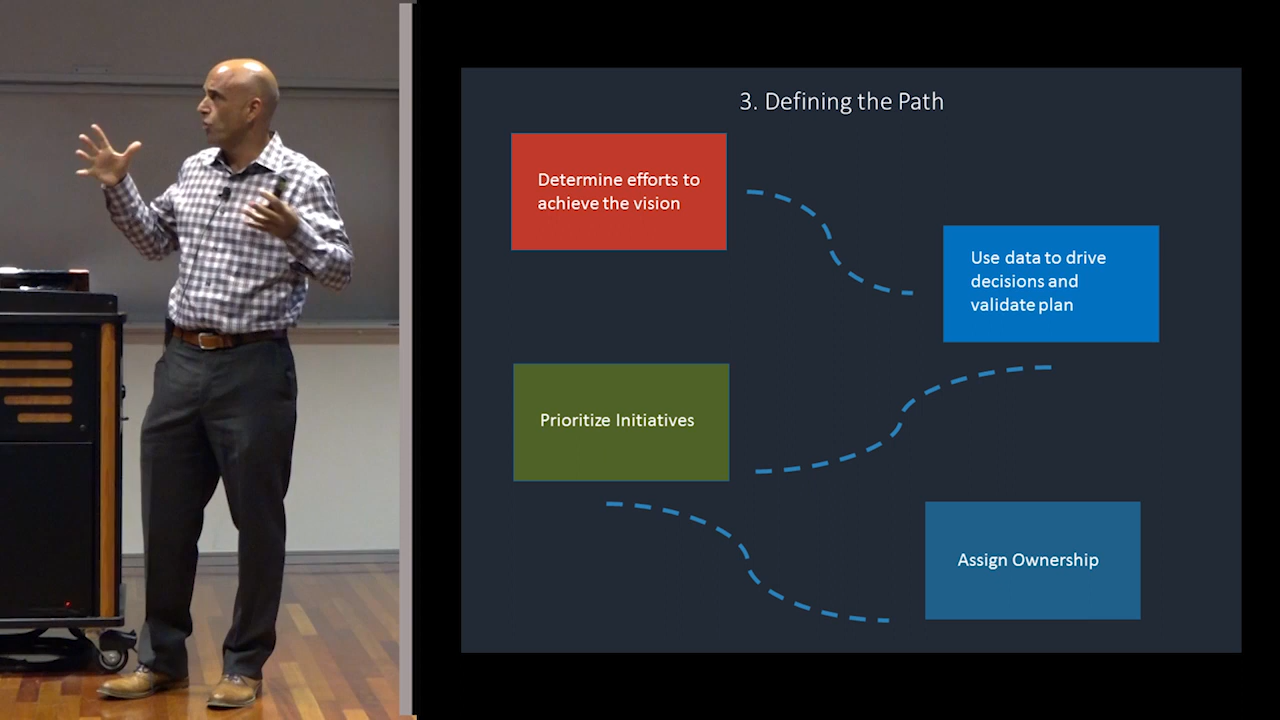 3. Defining the Path
Determine efforts to
achieve the vision
Use data to drive
decisions and
validate plan
Prioritize Initiatives
Assign Ownership